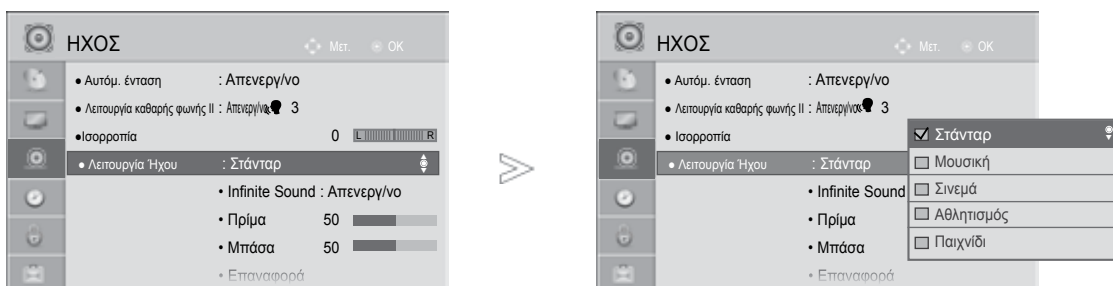 ΗΧΟΣ
Μετ. OK
• Αυτόμ. ένταση : Απενεργ/νο
• Λειτουργία καθαρής φωνής II : Απενεργ/νο 3
•Ισορροπία 0 L R
• Λειτουργία Ήχου : Στάνταρ
• Infinite Sound : Απενεργ/νο
• Πρίμα 50
• Μπάσα 50
• Επαναφορά
ΗΧΟΣ
Μετ. OK
• Αυτόμ. ένταση : Απενεργ/νο
• Λειτουργία καθαρής φωνής II : Απενεργ/νο 3
• Ισορροπία
• Λειτουργία Ήχου : Στάνταρ
• Infinite Sound
• Πρίμα
• Μπάσα
• Επαναφορά
Στάνταρ
Μουσική
Σινεμά
Αθλητισμός
Παιχνίδι